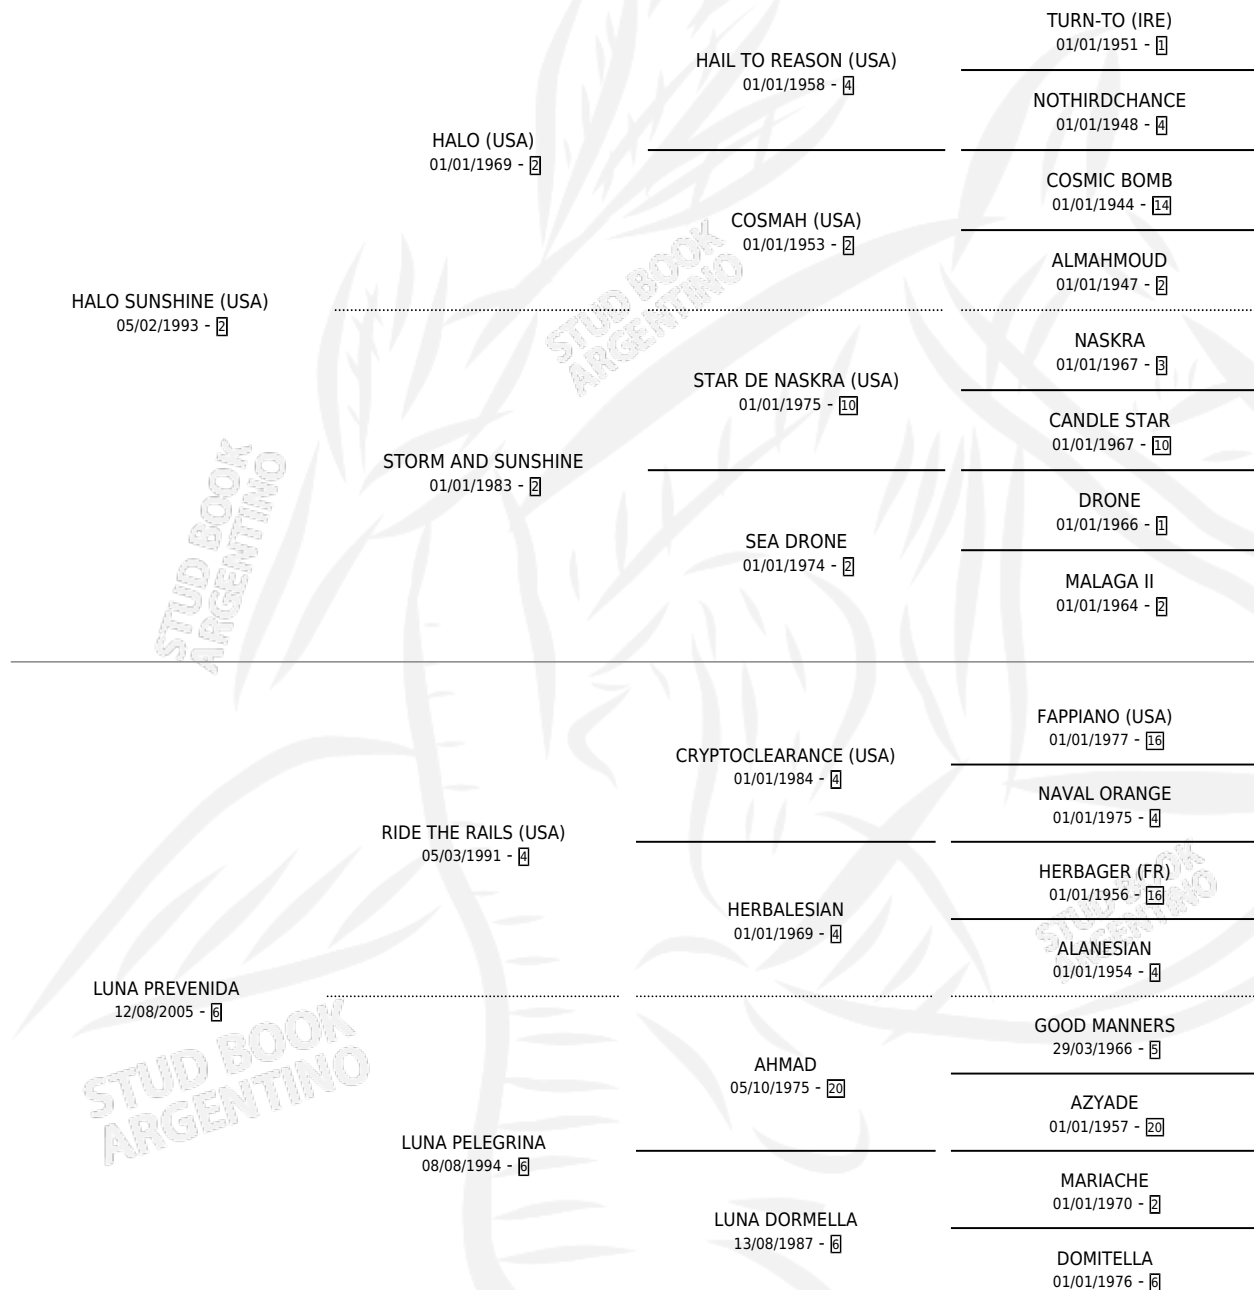 TURN-TO (IRE)
01/01/1951 - 1
HAIL TO REASON (USA)
01/01/1958 - 4
NOTHIRDCHANCE
01/01/1948 - 4
HALO (USA)
01/01/1969 - 2
COSMIC BOMB
01/01/1944 - 14
COSMAH (USA)
01/01/1953 - 2
ALMAHMOUD
01/01/1947 - 2
HALO SUNSHINE (USA)
05/02/1993 - 2
STUD BOOK
ARGENTINO
NASKRA
01/01/1967 - 3
STAR DE NASKRA (USA)
01/01/1975 - 10
CANDLE STAR
01/01/1967 - 10
STORM AND SUNSHINE
01/01/1983 - 2
DRONE
01/01/1966 - 1
SEA DRONE
01/01/1974 - 2
MALAGA II
01/01/1964 - 2
STUD BOOK
ARGENTINO
FAPPIANO (USA)
01/01/1977 - 16
CRYPTOCLEARANCE (USA)
01/01/1984 - 4
NAVAL ORANGE
01/01/1975 - 4
RIDE THE RAILS (USA)
05/03/1991 - 4
HERBAGER (FR)
01/01/1956 - 16
STUD BOOK
ARGENTINO
HERBALESIAN
01/01/1969 - 4
ALANESIAN
01/01/1954 - 4
LUNA PREVENIDA
12/08/2005 - 6
STUD BOOK
ARGENTINO
GOOD MANNERS
29/03/1966 - 5
AHMAD
05/10/1975 - 20
AZYADE
01/01/1957 - 20
LUNA PELEGRINA
08/08/1994 - 6
MARIACHE
01/01/1970 - 2
LUNA DORMELLA
13/08/1987 - 6
DOMITELLA
01/01/1976 - 6